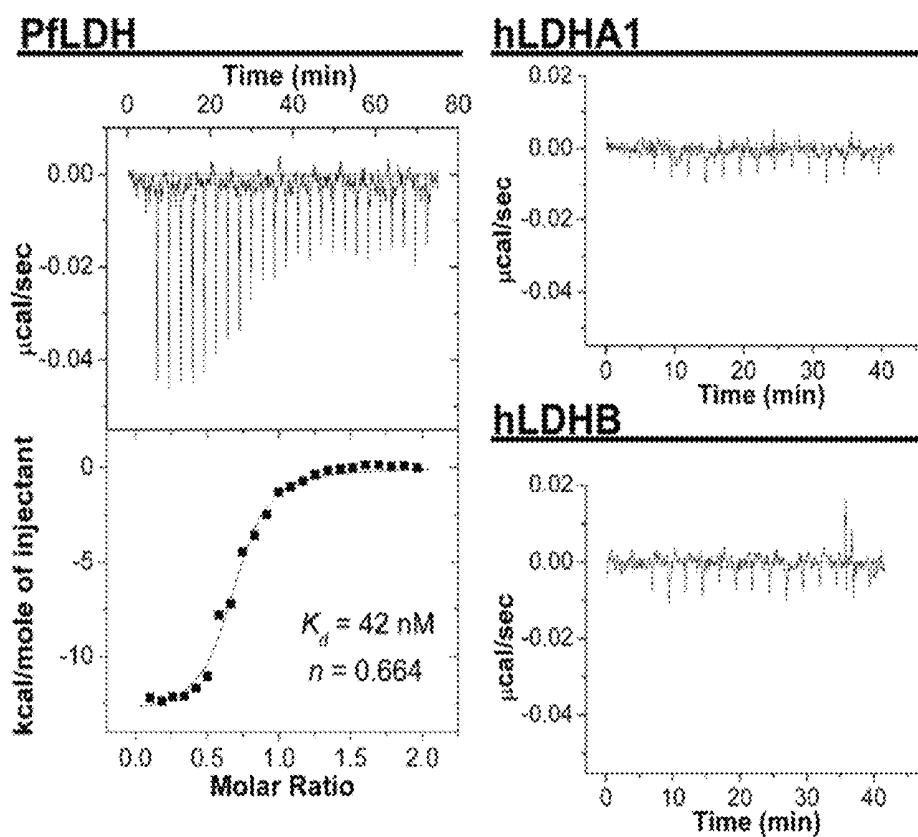 PfLDH
Time (min)
0 20 40 60 80
0.00
-0.02
-0.04
µcal/sec
0
-5
-10
kcal/mole of injectant
Kd = 42 nM
n = 0.664
0.0 0.5 1.0 1.5 2.0
Molar Ratio
hLDHA1
0.02
0.00
-0.02
-0.04
µcal/sec
0 10 20 30 40
Time (min)
hLDHB
0.02
0.00
-0.02
-0.04
µcal/sec
0 10 20 30 40
Time (min)